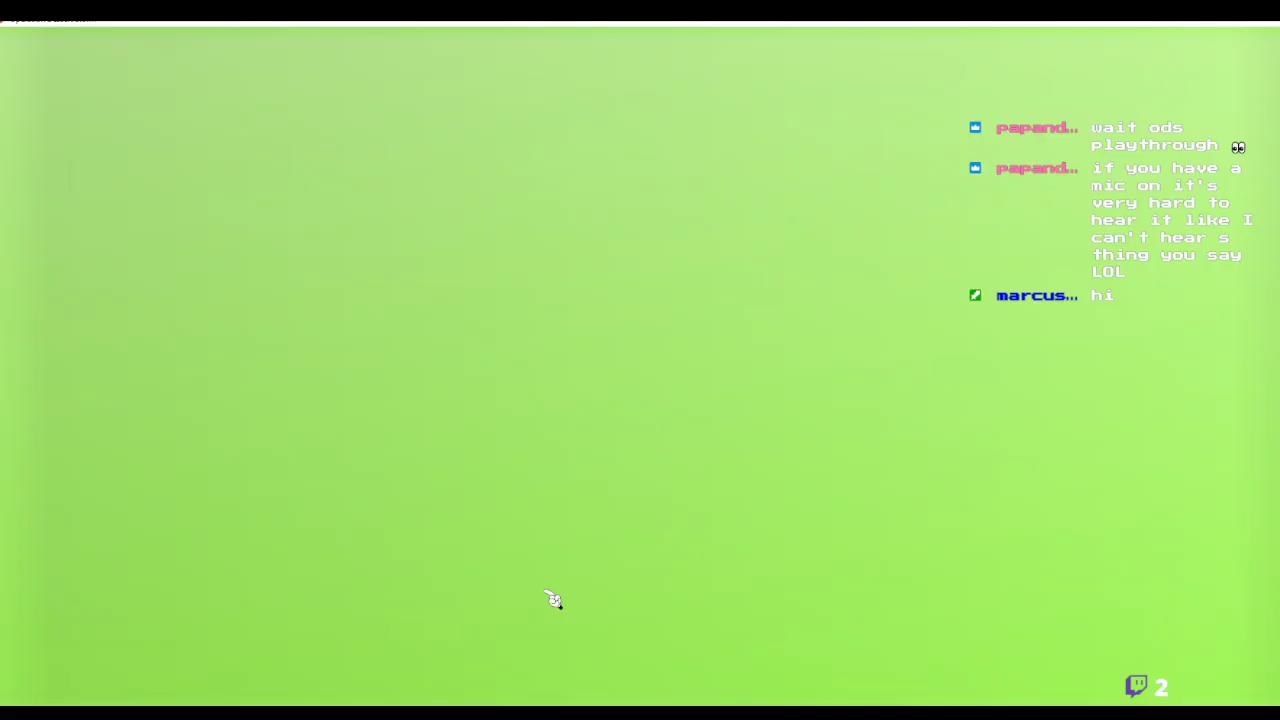 papand... wait ods
playthrough
papand... if you have a
mic on it's
very hard to
hear it like I
can't hear s
thing you say
LOL
marcus... hi
2